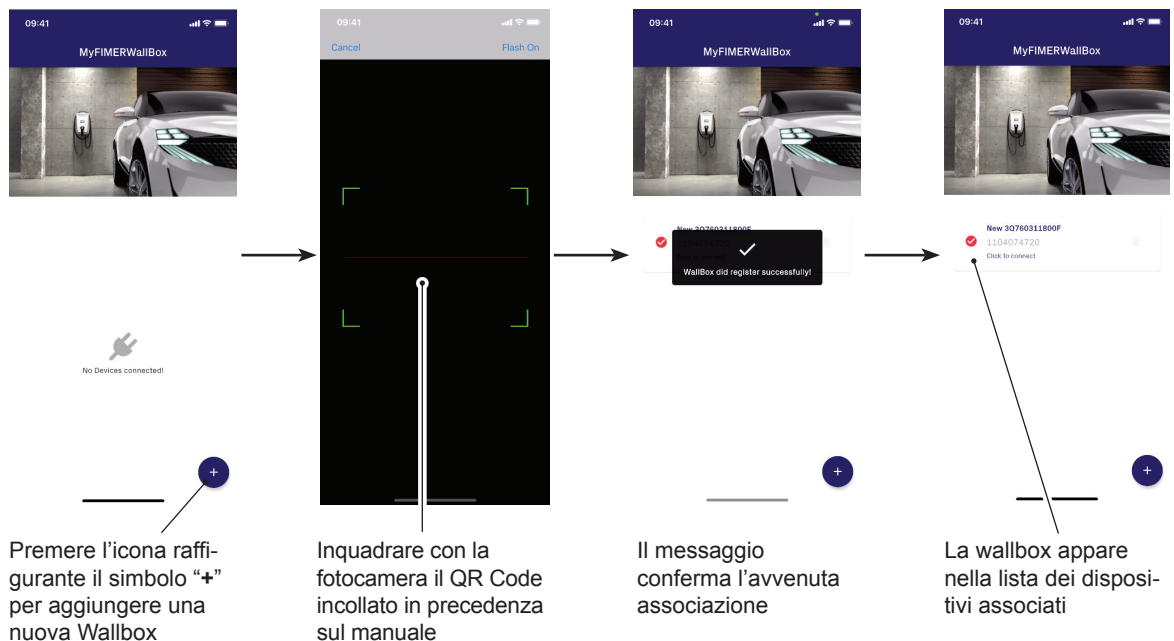 09:41
MyFIMERWallBox
No Devices connected!
+
Premere l'icona raffi-
gurante il simbolo “+”
per aggiungere una
nuova Wallbox
09:41
Cancel Flash On
Inquadrare con la
fotocamera il QR Code
incollato in precedenza
sul manuale
09:41
MyFIMERWallBox
New 3Q760311800F
1104074720
WallBox did register successfully!
+
Il messaggio
conferma l'avvenuta
associazione
09:41
MyFIMERWallBox
New 3Q760311800F
1104074720
Click to connect
+
La wallbox appare
nella lista dei disposi-
tivi associati